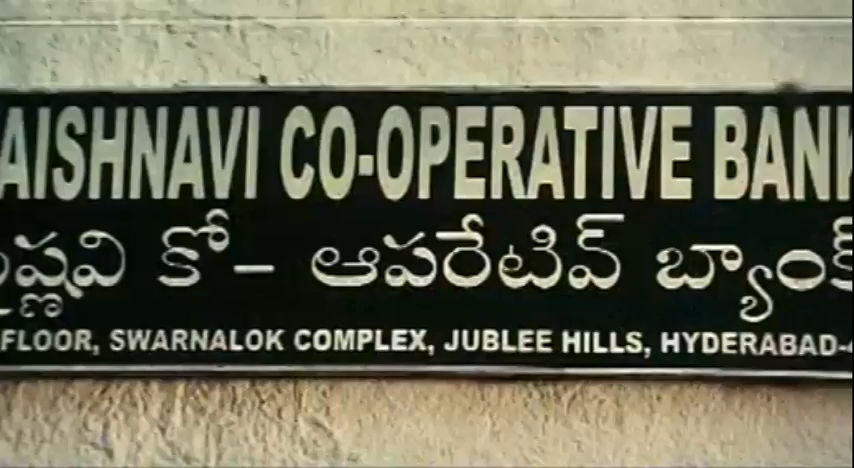 AISHNAVI CO-OPERATIVE BANK
ష్ణవి కో- ఆపరేటివ్ బ్యాంక్
FLOOR, SWARNALOK COMPLEX, JUBLEE HILLS, HYDERABAD-